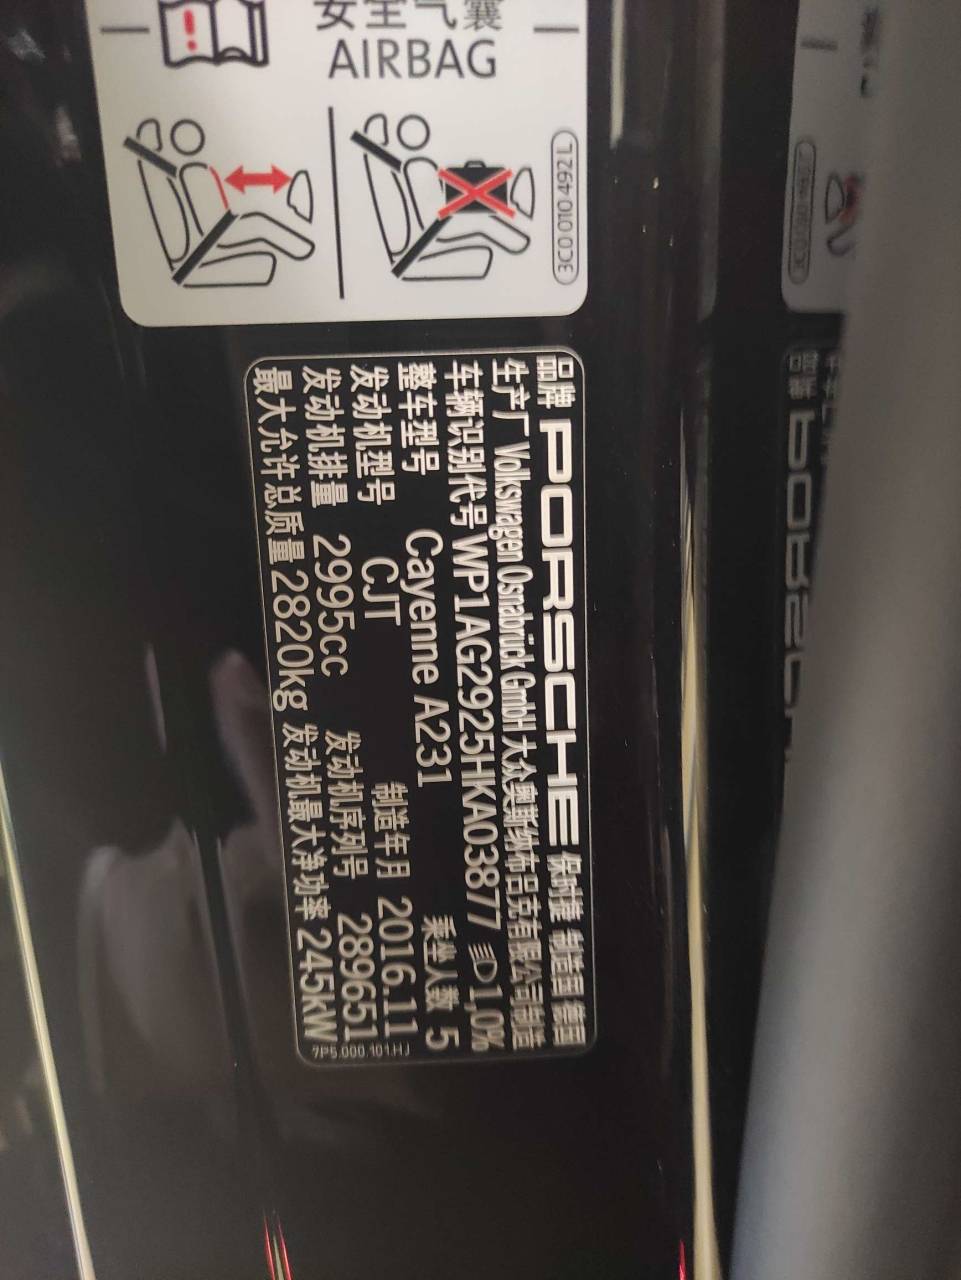 安全气囊
AIRBAG
3C0 010 492 L
品牌 PORSCHE 保时捷 制造国 德国
生产厂 Volkswagen Osnabrück GmbH 大众奥斯纳布吕克有限公司制造
车辆识别代号 WP1AG2925HKA03877 1,0%
整车型号 Cayenne A231 乘坐人数 5
发动机型号 CJT 制造年月 2016.11
发动机排量 2995cc 发动机序列号 289651
最大允许总质量 2820kg 发动机最大净功率 245kW
7P5.000.101.HJ